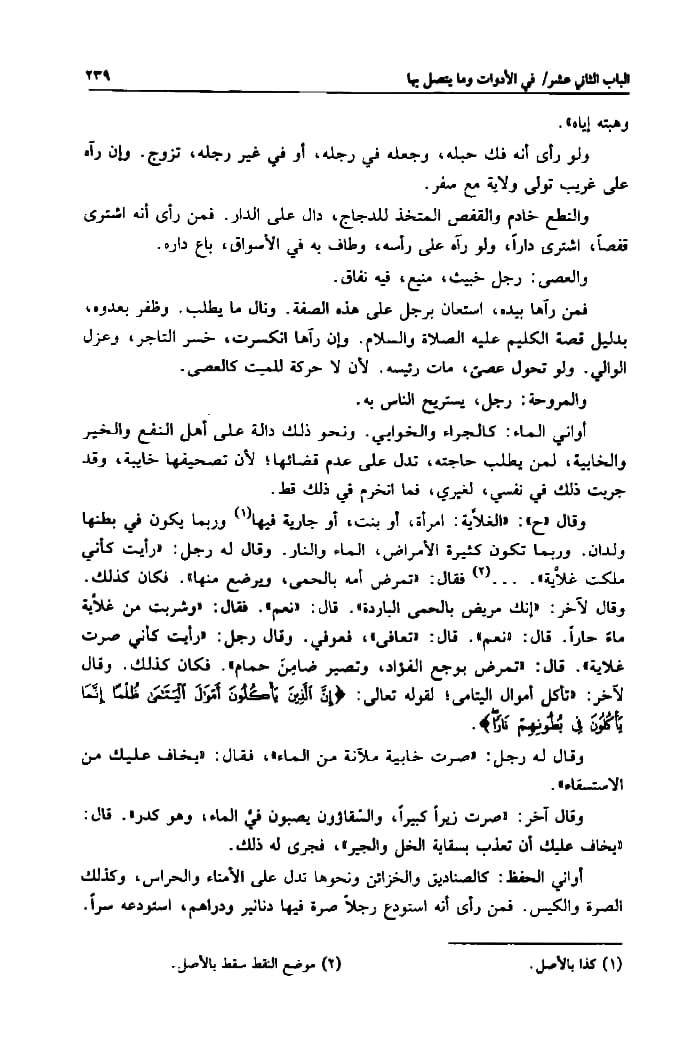 الباب الثاني عشر/ في الأدوات وما يتصل بها ٢٣٩
وهبته إياه».
ولو رأى أنه فك حبله، وجعله في رجله، أو في غير رجله، تزوج. وإن رآه
على غريب تولى ولاية مع سفر.
والنطع خادم والقفص المتخذ للدجاج، دال على الدار. فمن رأى أنه اشترى
قفصاً، اشترى داراً، ولو رآه على رأسه، وطاف به في الأسواق، باع داره.
والعصى: رجل خبيث، منيع، فيه نفاق.
فمن رآها بيده، استعان برجل على هذه الصفة. ونال ما يطلب. وظفر بعدوه،
بدليل قصة الكليم عليه الصلاة والسلام. وإن رآها انكسرت، خسر التاجر، وعزل
الوالي. ولو تحول عصىً، مات رئيسه. لأن لا حركة للميت كالعصى.
والمروحة: رجل، يستريح الناس به.
أواني الماء: كالجراء والخوابي. ونحو ذلك دالة على أهل النفع والخير
والخابية، لمن يطلب حاجته، تدل على عدم قضائها؛ لأن تصحيفها خايبة، وقد
جربت ذلك في نفسي، لغيري، فما انخرم في ذلك قط.
وقال «ح»: «الغلاَّية: امرأة، أو بنت، أو جارية فيها(١) وربما يكون في بطنها
ولدان. وربما تكون كثيرة الأمراض، الماء والنار. وقال له رجل: «رأيت كأني
ملكت غلاَّية». ...(٢) فقال: «تمرض أمه بالحمى، ويرضع منها». فكان كذلك.
وقال لآخر: «إنك مريض بالحمى الباردة». قال: «نعم». فقال: «وشربت من غلاَّية
ماءً حاراً. قال: «نعم». قال: «تعافى»، فعوفي. وقال رجل: «رأيت كأني صرت
غلاية». قال: «تمرض بوجع الفؤاد، وتصير ضامِنَ حمام». فكان كذلك. وقال
لآخر: «تأكل أموال اليتامى؛ لقوله تعالى: ﴿إِنَّ الَّذِينَ يَأْكُلُونَ أَمْوَالَ الْيَتَامَىٰ ظُلْمًا إِنَّمَا
يَأْكُلُونَ فِي بُطُونِهِمْ نَارًا﴾.
وقال له رجل: «صرت خابية ملآنة من الماء»، فقال: «يخاف عليك من
الاستسقاء».
وقال آخر: «صرت زيراً كبيراً، والسَّقاؤون يصبون فيَّ الماء، وهو كدر». قال:
«يخاف عليك أن تعذب بسقاية الخل والجير»، فجرى له ذلك.
أواني الحفظ: كالصناديق والخزائن ونحوها تدل على الأمناء والحراس، وكذلك
الصرة والكيس. فمن رأى أنه استودع رجلاً صرة فيها دنانير ودراهم، استودعه سراً.
(١) كذا بالأصل. (٢) موضع النقط سقط بالأصل.